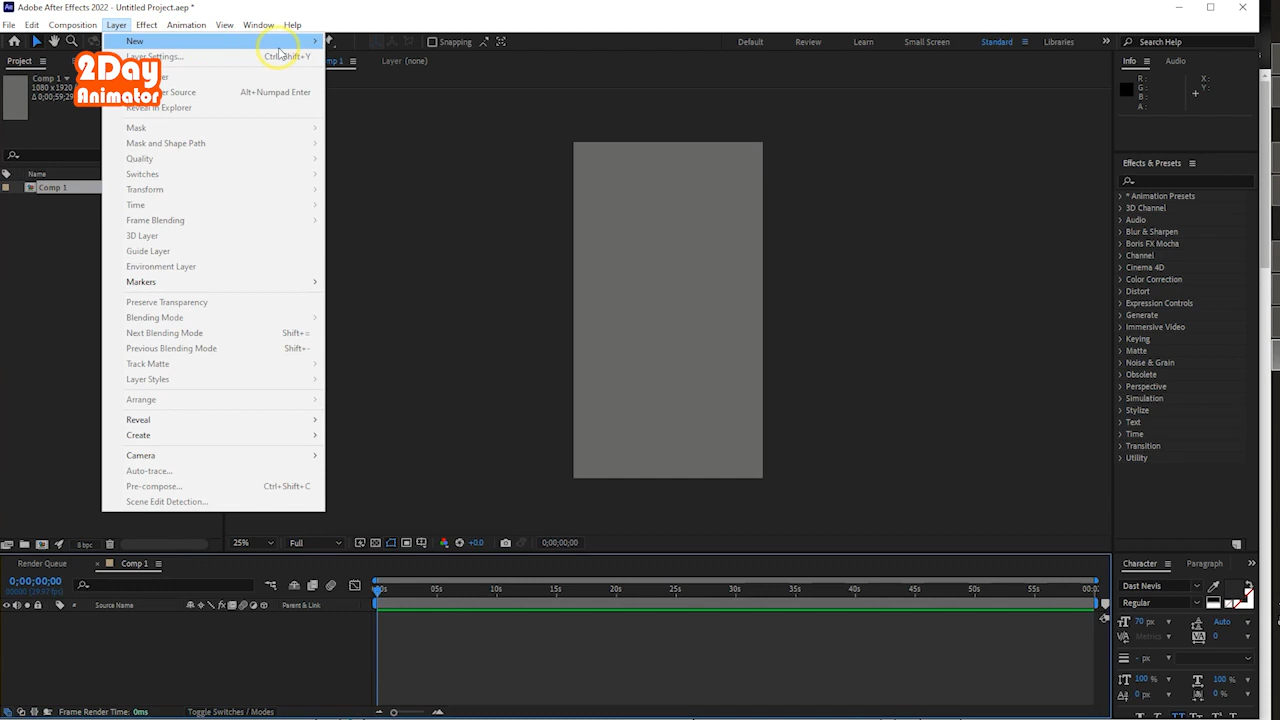 Adobe After Effects 2022 - Untitled Project.aep *
File Edit Composition Layer Effect Animation View Window Help
Snapping Default Review Learn Small Screen Standard Libraries Search Help
Project
Layer (none)
Info Audio
Comp 1
1080 x 1920
2Day
Animator
New
Layer Settings... Ctrl+Shift+Y
Source Alt+Numpad Enter
Reveal in Explorer
Mask
Mask and Shape Path
Quality
Switches
Transform
Time
Frame Blending
3D Layer
Guide Layer
Environment Layer
Markers
Preserve Transparency
Blending Mode
Next Blending Mode Shift+=
Previous Blending Mode Shift+-
Track Matte
Layer Styles
Arrange
Reveal
Create
Camera
Auto-trace...
Pre-compose... Ctrl+Shift+C
Scene Edit Detection...
Name
Comp 1
R :
G :
B :
A :
X :
Y :
Effects & Presets
* Animation Presets
3D Channel
Audio
Blur & Sharpen
Boris FX Mocha
Channel
Cinema 4D
Color Correction
Distort
Expression Controls
Generate
Immersive Video
Keying
Matte
Noise & Grain
Obsolete
Perspective
Simulation
Stylize
Text
Time
Transition
Utility
8 bpc
25% Full +0.0 0;00;00;00
Render Queue Comp 1
0;00;00;00
00000 (29.97 fps)
Source Name Parent & Link
05s 10s 15s 20s 25s 30s 35s 40s 45s 50s 55s
Character Paragraph
Dast Nevis
Regular
70 px Auto
Metrics 0
- px
100 % 100 %
0 px 0 %
Frame Render Time: 0ms Toggle Switches / Modes